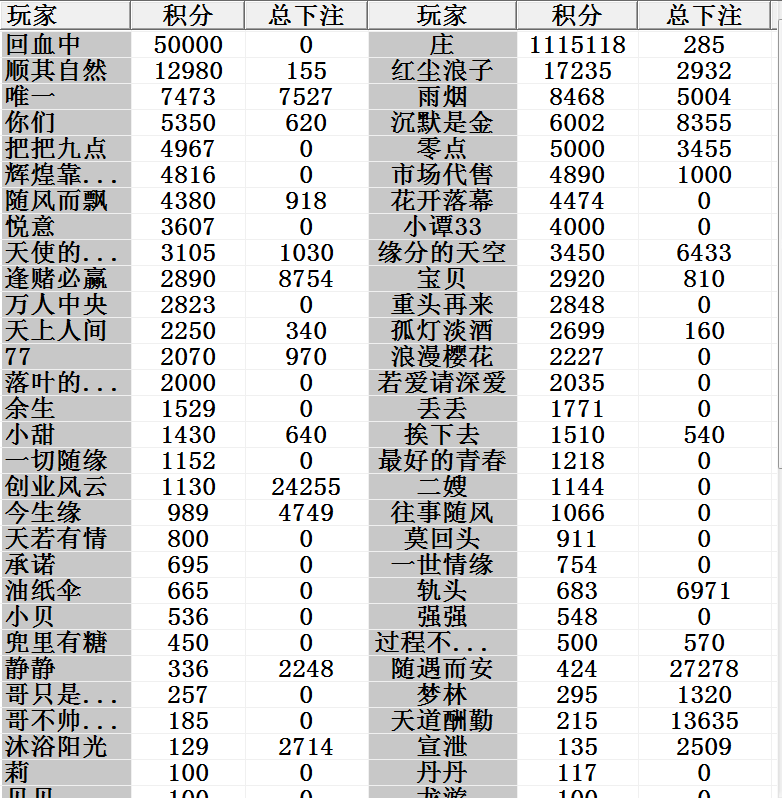 玩家 积分 总下注 玩家 积分 总下注
回血中 50000 0 庄 1115118 285
顺其自然 12980 155 红尘浪子 17235 2932
唯一 7473 7527 雨烟 8468 5004
你们 5350 620 沉默是金 6002 8355
把把九点 4967 0 零点 5000 3455
辉煌靠... 4816 0 市场代售 4890 1000
随风而飘 4380 918 花开落幕 4474 0
悦意 3607 0 小谭33 4000 0
天使的... 3105 1030 缘分的天空 3450 6433
逢赌必赢 2890 8754 宝贝 2920 810
万人中央 2823 0 重头再来 2848 0
天上人间 2250 340 孤灯淡酒 2699 160
77 2070 970 浪漫樱花 2227 0
落叶的... 2000 0 若爱请深爱 2035 0
余生 1529 0 丢丢 1771 0
小甜 1430 640 挨下去 1510 540
一切随缘 1152 0 最好的青春 1218 0
创业风云 1130 24255 二嫂 1144 0
今生缘 989 4749 往事随风 1066 0
天若有情 800 0 莫回头 911 0
承诺 695 0 一世情缘 754 0
油纸伞 665 0 轨头 683 6971
小贝 536 0 强强 548 0
兜里有糖 450 0 过程不... 500 570
静静 336 2248 随遇而安 424 27278
哥只是... 257 0 梦林 295 1320
哥不帅... 185 0 天道酬勤 215 13635
沐浴阳光 129 2714 宣泄 135 2509
莉 100 0 丹丹 117 0
贝贝 100 0 龙游 100 0